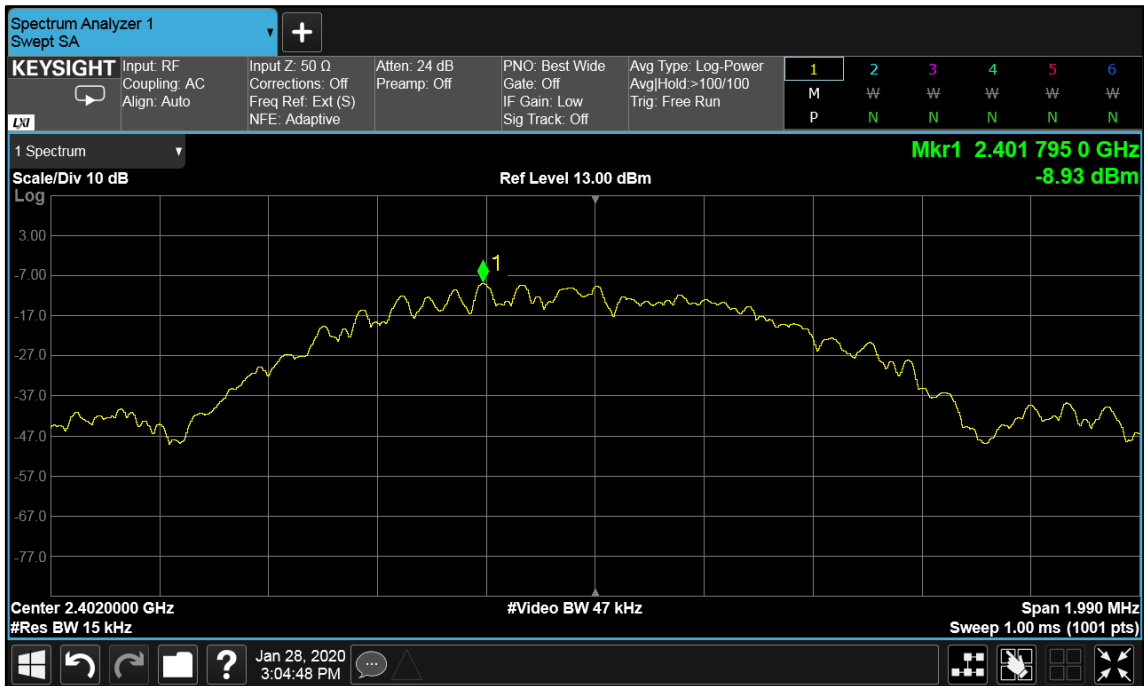 Spectrum Analyzer 1
Swept SA
+
KEYSIGHT
LXI
Input: RF
Coupling: AC
Align: Auto
Input Z: 50 Ω
Corrections: Off
Freq Ref: Ext (S)
NFE: Adaptive
Atten: 24 dB
Preamp: Off
PNO: Best Wide
Gate: Off
IF Gain: Low
Sig Track: Off
Avg Type: Log-Power
Avg|Hold:>100/100
Trig: Free Run
1 2 3 4 5 6
M W W W W W
P N N N N N
1 Spectrum
Mkr1 2.401 795 0 GHz
-8.93 dBm
Scale/Div 10 dB
Ref Level 13.00 dBm
Log
3.00
-7.00
-17.0
-27.0
-37.0
-47.0
-57.0
-67.0
-77.0
1
Center 2.4020000 GHz
#Video BW 47 kHz
Span 1.990 MHz
#Res BW 15 kHz
Sweep 1.00 ms (1001 pts)
?
Jan 28, 2020
3:04:48 PM